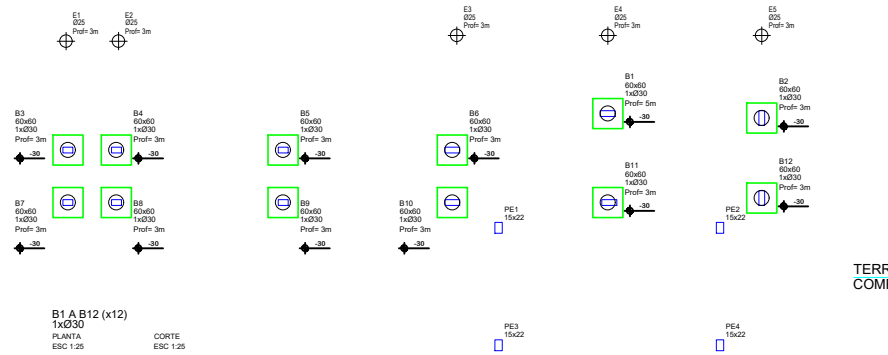 E1
Ø25
Prof= 3m
E2
Ø25
Prof= 3m
E3
Ø25
Prof= 3m
E4
Ø25
Prof= 3m
E5
Ø25
Prof= 3m
B1
60x60
1xØ30
Prof= 5m
-30
B2
60x60
1xØ30
Prof= 3m
-30
B3
60x60
1xØ30
Prof= 3m
-30
B4
60x60
1xØ30
Prof= 3m
-30
B5
60x60
1xØ30
Prof= 3m
-30
B6
60x60
1xØ30
Prof= 3m
-30
B11
60x60
1xØ30
Prof= 3m
-30
B12
60x60
1xØ30
Prof= 3m
-30
B7
60x60
1xØ30
Prof= 3m
-30
B8
60x60
1xØ30
Prof= 3m
-30
B9
60x60
1xØ30
Prof= 3m
-30
B10
60x60
1xØ30
Prof= 3m
-30
PE1
15x22
PE2
15x22
TERR
COM
B1 A B12 (x12)
1xØ30
PLANTA
ESC 1:25
CORTE
ESC 1:25
PE3
15x22
PE4
15x22